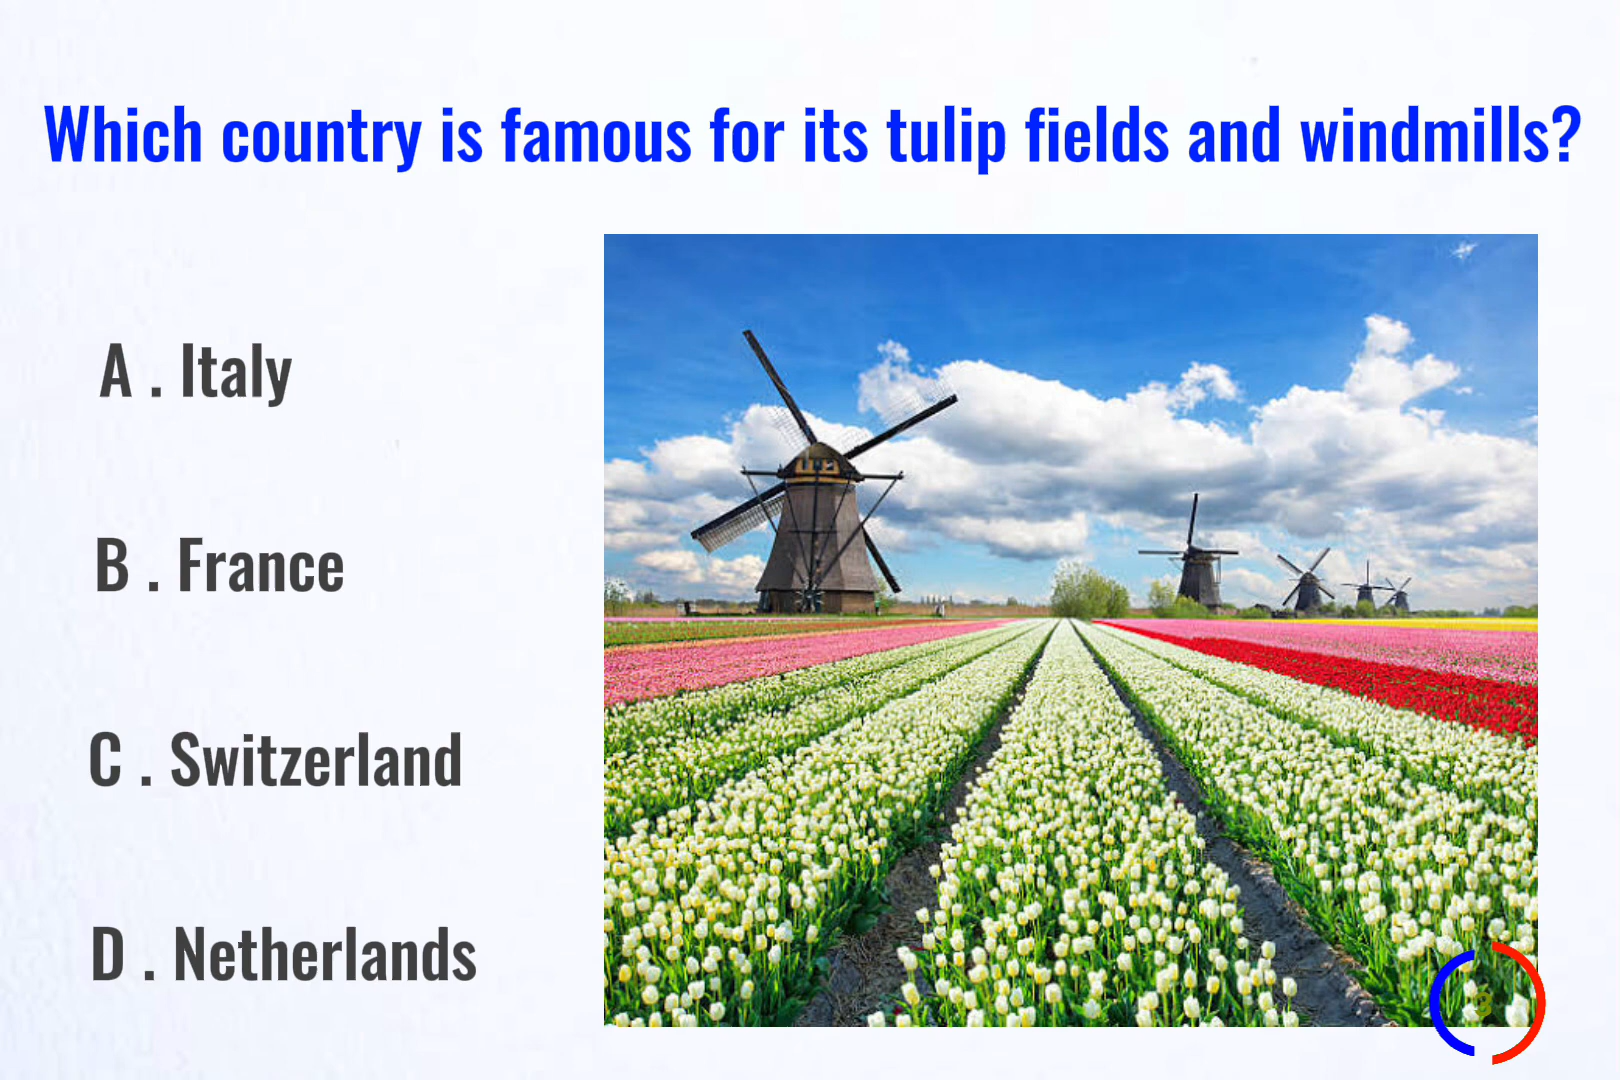 Which country is famous for its tulip fields and windmills?
A . Italy
B . France
C . Switzerland
D . Netherlands